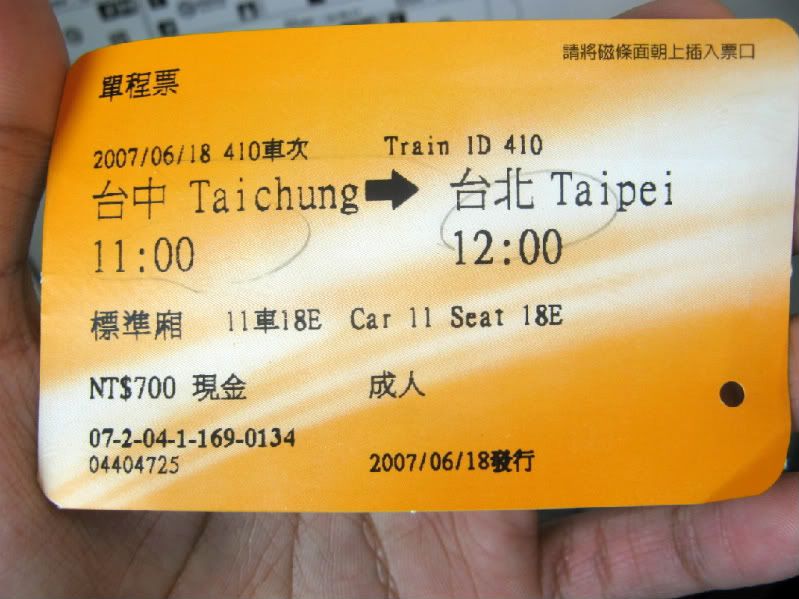 請將磁條面朝上插入票口
單程票
2007/06/18 410車次 Train ID 410
台中 Taichung → 台北 Taipei
11:00 12:00
標準廂 11車18E Car 11 Seat 18E
NT$700 現金 成人
07-2-04-1-169-0134
04404725 2007/06/18發行